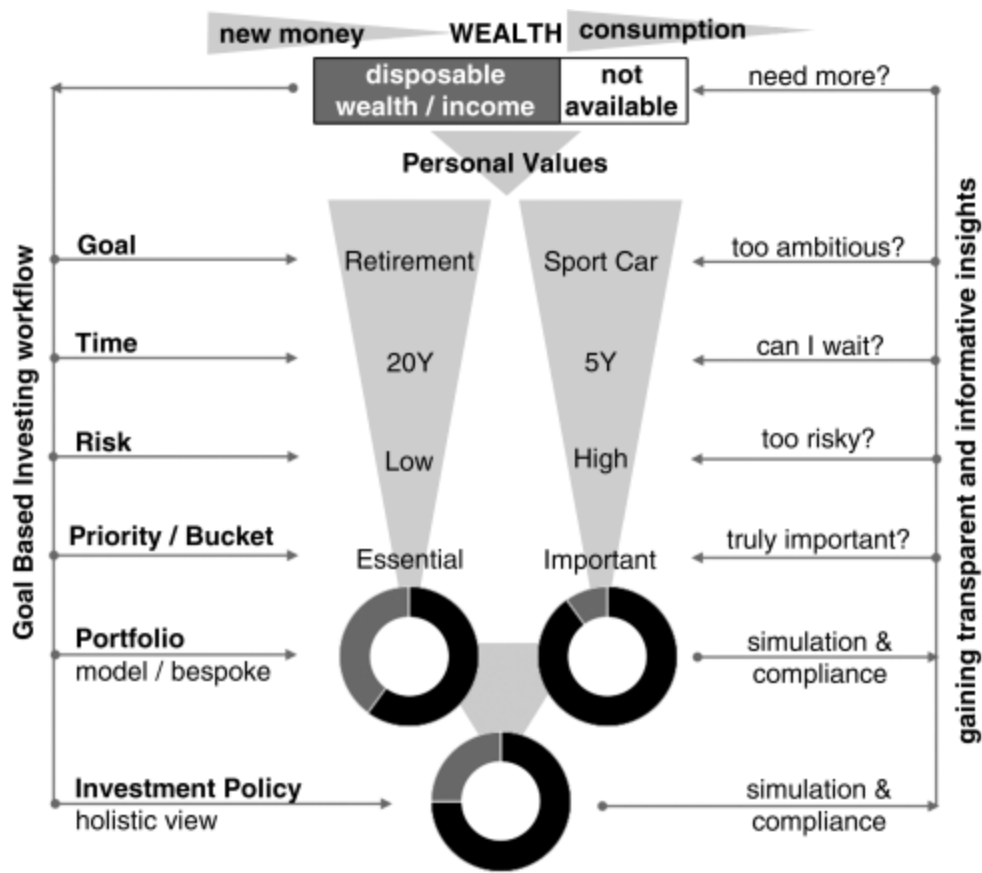 new money
WEALTH
consumption
disposable
wealth / income
not
available
need more?
Personal Values
Goal Based Investing workflow
gaining transparent and informative insights
Goal
Retirement
Sport Car
too ambitious?
Time
20Y
5Y
can I wait?
Risk
Low
High
too risky?
Priority / Bucket
Essential
Important
truly important?
Portfolio
model / bespoke
simulation &
compliance
Investment Policy
holistic view
simulation &
compliance